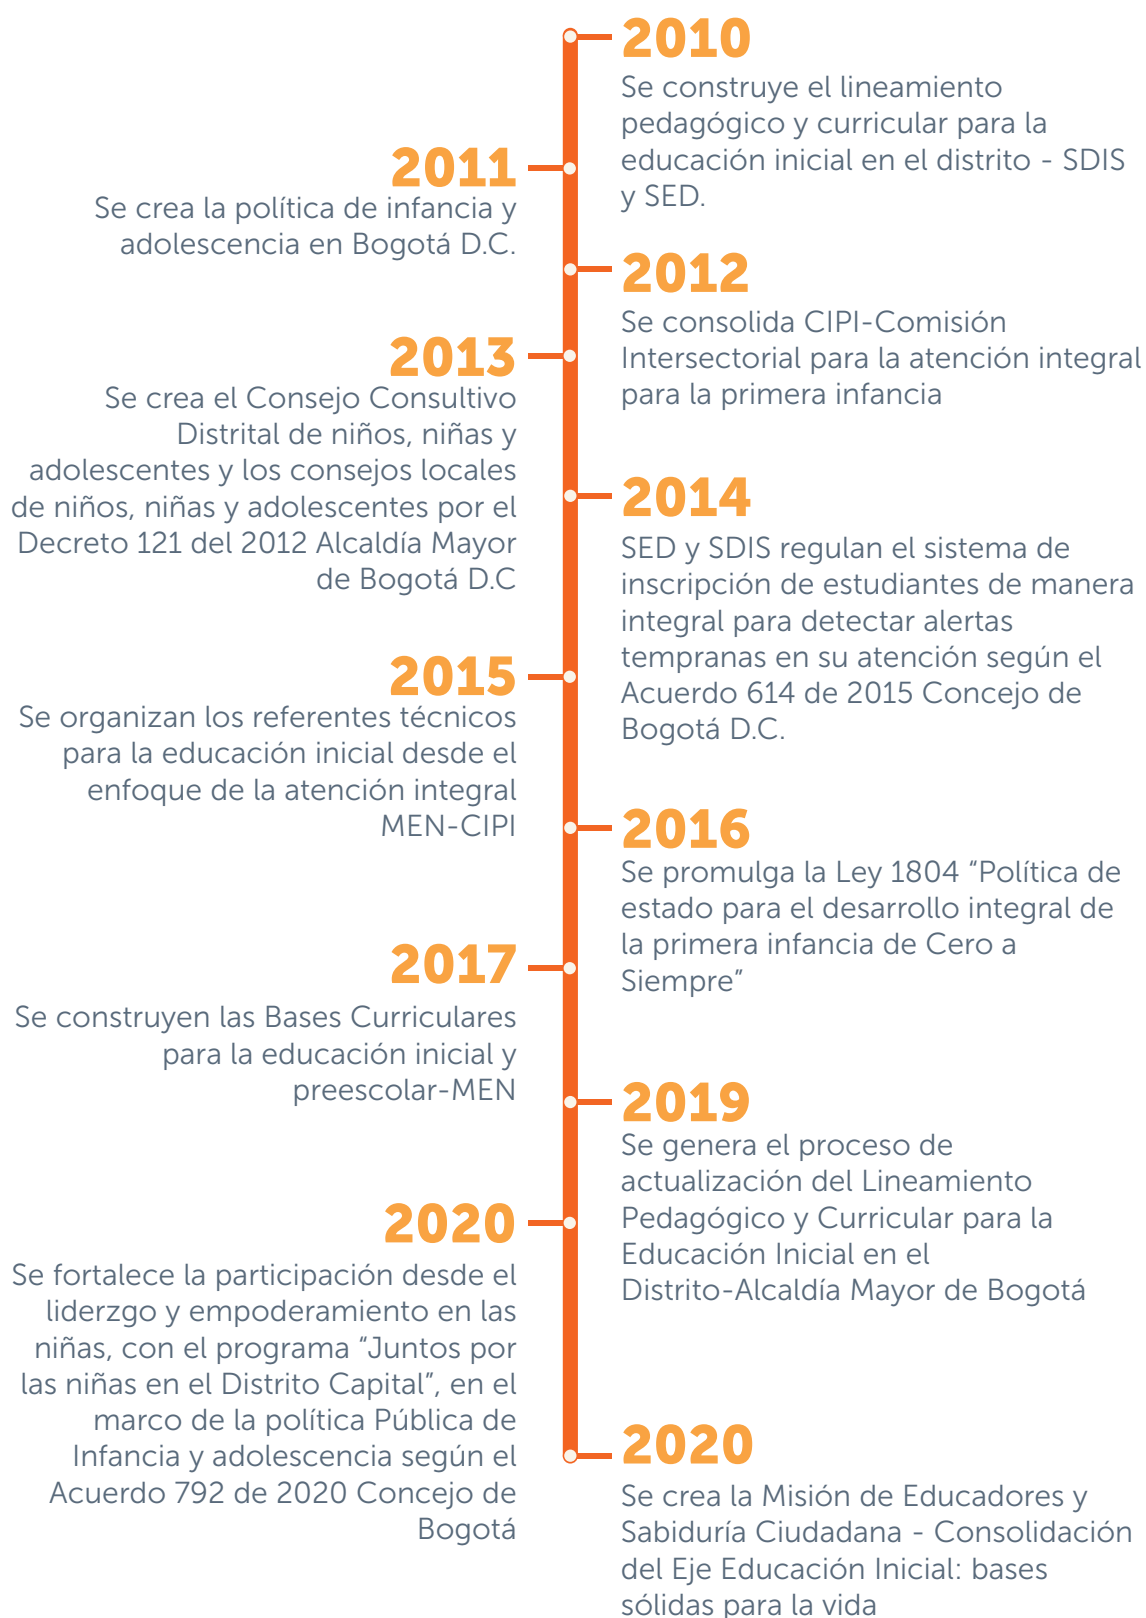 2010
Se construye el lineamiento
pedagógico y curricular para la
educación inicial en el distrito - SDIS
y SED.
2011
Se crea la política de infancia y
adolescencia en Bogotá D.C.
2012
Se consolida CIPI-Comisión
Intersectorial para la atención integral
para la primera infancia
2013
Se crea el Consejo Consultivo
Distrital de niños, niñas y
adolescentes y los consejos locales
de niños, niñas y adolescentes por el
Decreto 121 del 2012 Alcaldía Mayor
de Bogotá D.C
2014
SED y SDIS regulan el sistema de
inscripción de estudiantes de manera
integral para detectar alertas
tempranas en su atención según el
Acuerdo 614 de 2015 Concejo de
Bogotá D.C.
2015
Se organizan los referentes técnicos
para la educación inicial desde el
enfoque de la atención integral
MEN-CIPI
2016
Se promulga la Ley 1804 “Política de
estado para el desarrollo integral de
la primera infancia de Cero a
Siempre”
2017
Se construyen las Bases Curriculares
para la educación inicial y
preescolar-MEN
2019
Se genera el proceso de
actualización del Lineamiento
Pedagógico y Curricular para la
Educación Inicial en el
Distrito-Alcaldía Mayor de Bogotá
2020
Se fortalece la participación desde el
liderzgo y empoderamiento en las
niñas, con el programa “Juntos por
las niñas en el Distrito Capital”, en el
marco de la política Pública de
Infancia y adolescencia según el
Acuerdo 792 de 2020 Concejo de
Bogotá
2020
Se crea la Misión de Educadores y
Sabiduría Ciudadana - Consolidación
del Eje Educación Inicial: bases
sólidas para la vida